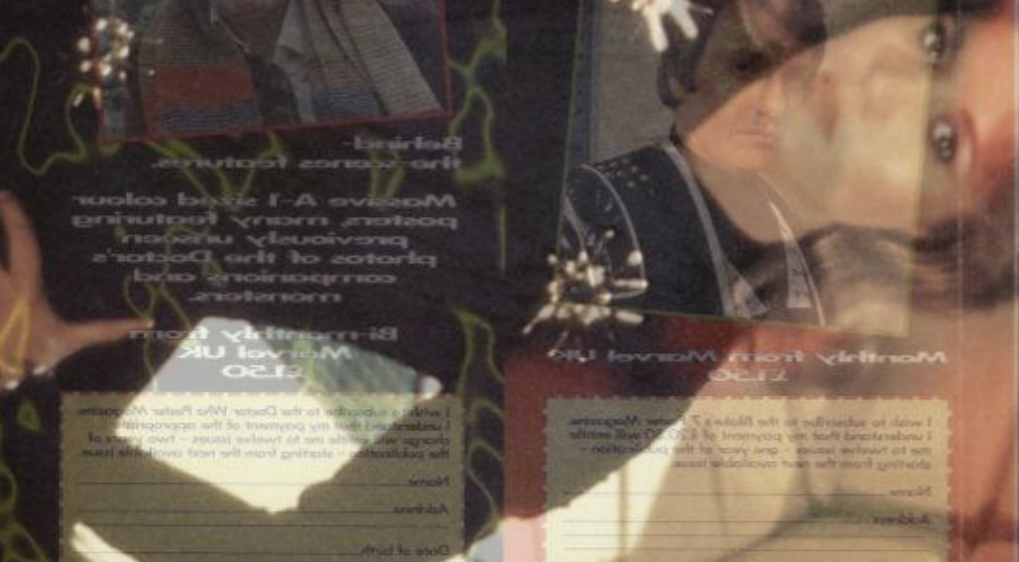 Behind-
the-scenes features.
Massive A-1 sized colour
posters, many featuring
previously unseen
photos of the Doctor's
companions and
monsters.
Bi-monthly from
Marvel UK
£1.50
I wish to subscribe to the Doctor Who Poster Magazine.
I understand that my payment of the appropriate
charge will entitle me to twelve issues – two years of
the publication – starting from the next available issue
Name
Address
Date of birth
Monthly from Marvel UK
£1.50
I wish to subscribe to the Blake's 7 Poster Magazine.
I understand that my payment of will entitle
me to twelve issues – one year of the publication –
starting from the next available issue
Name
Address